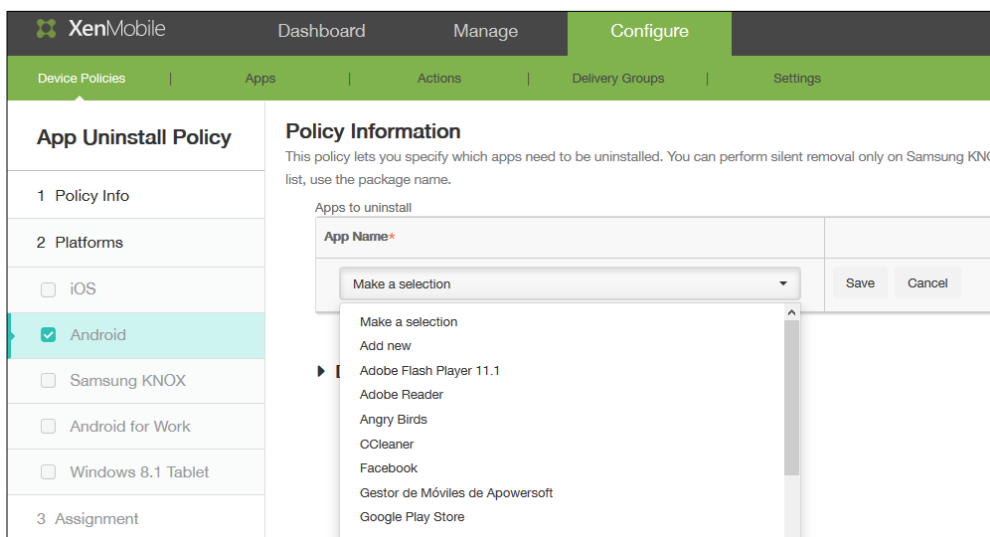 XenMobile Dashboard Manage Configure
Device Policies | Apps | Actions | Delivery Groups | Settings
App Uninstall Policy
1 Policy Info
2 Platforms
iOS
Android
Samsung KNOX
Android for Work
Windows 8.1 Tablet
3 Assignment
Policy Information
This policy lets you specify which apps need to be uninstalled. You can perform silent removal only on Samsung
list, use the package name.
Apps to uninstall
App Name*
Make a selection
Save Cancel
Make a selection
Add new
Adobe Flash Player 11.1
Adobe Reader
Angry Birds
CCleaner
Facebook
Gestor de Móviles de Apowersoft
Google Play Store